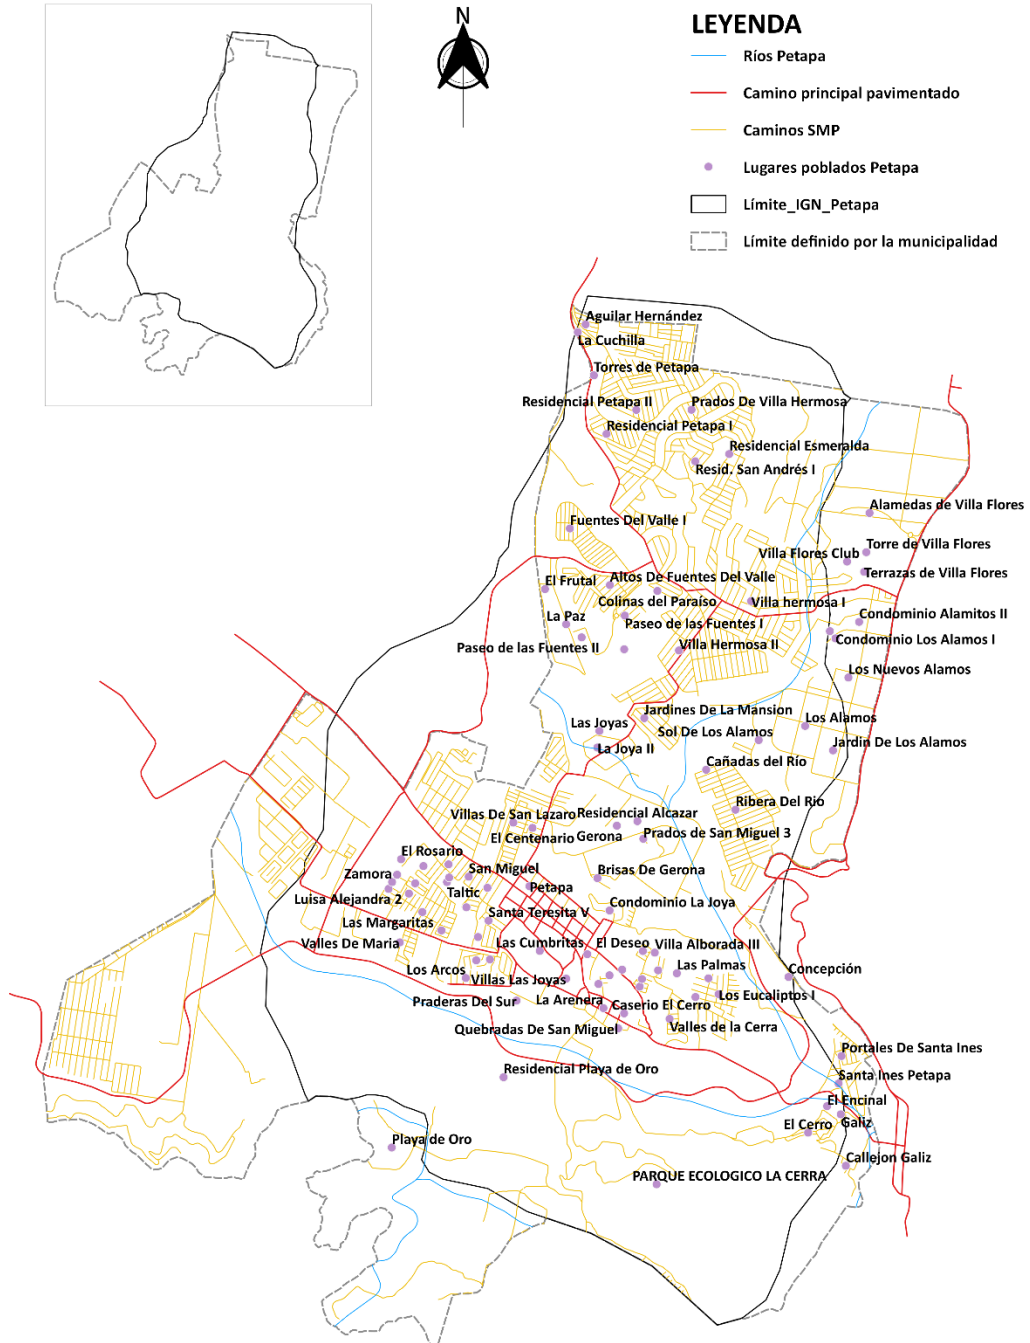 N
LEYENDA
Ríos Petapa
Camino principal pavimentado
Caminos SMP
Lugares poblados Petapa
Límite_IGN_Petapa
Límite definido por la municipalidad
Aguilar Hernández
La Cuchilla
Torres de Petapa
Residencial Petapa II
Prados De Villa Hermosa
Residencial Petapa I
Residencial Esmeralda
Resid. San Andrés I
Alamedas de Villa Flores
Fuentes Del Valle I
Torre de Villa Flores
Villa Flores Club
Terrazas de Villa Flores
El Frutal
Altos De Fuentes Del Valle
Colinas del Paraíso
Villa hermosa I
La Paz
Paseo de las Fuentes I
Condominio Alamitos II
Condominio Los Alamos I
Paseo de las Fuentes II
Villa Hermosa II
Los Nuevos Alamos
Jardines De La Mansion
Las Joyas
Sol De Los Alamos
Los Alamos
La Joya II
Jardin De Los Alamos
Cañadas del Río
Ribera Del Rio
Villas De San Lazaro
Residencial Alcazar
El Centenario
Gerona
Prados de San Miguel 3
El Rosario
San Miguel
Zamora
Brisas De Gerona
Petapa
Luisa Alejandra 2
Taltic
Condominio La Joya
Las Margaritas
Santa Teresita V
Valles De Maria
Las Cumbritas
El Deseo
Villa Alborada III
Los Arcos
Villas Las Joyas
Las Palmas
Concepción
Praderas Del Sur
La Arenera
Caserio El Cerro
Los Eucaliptos I
Quebradas De San Miguel
Valles de la Cerra
Portales De Santa Ines
Residencial Playa de Oro
Santa Ines Petapa
El Encinal
El Cerro
Galiz
Playa de Oro
Callejon Galiz
PARQUE ECOLOGICO LA CERRA